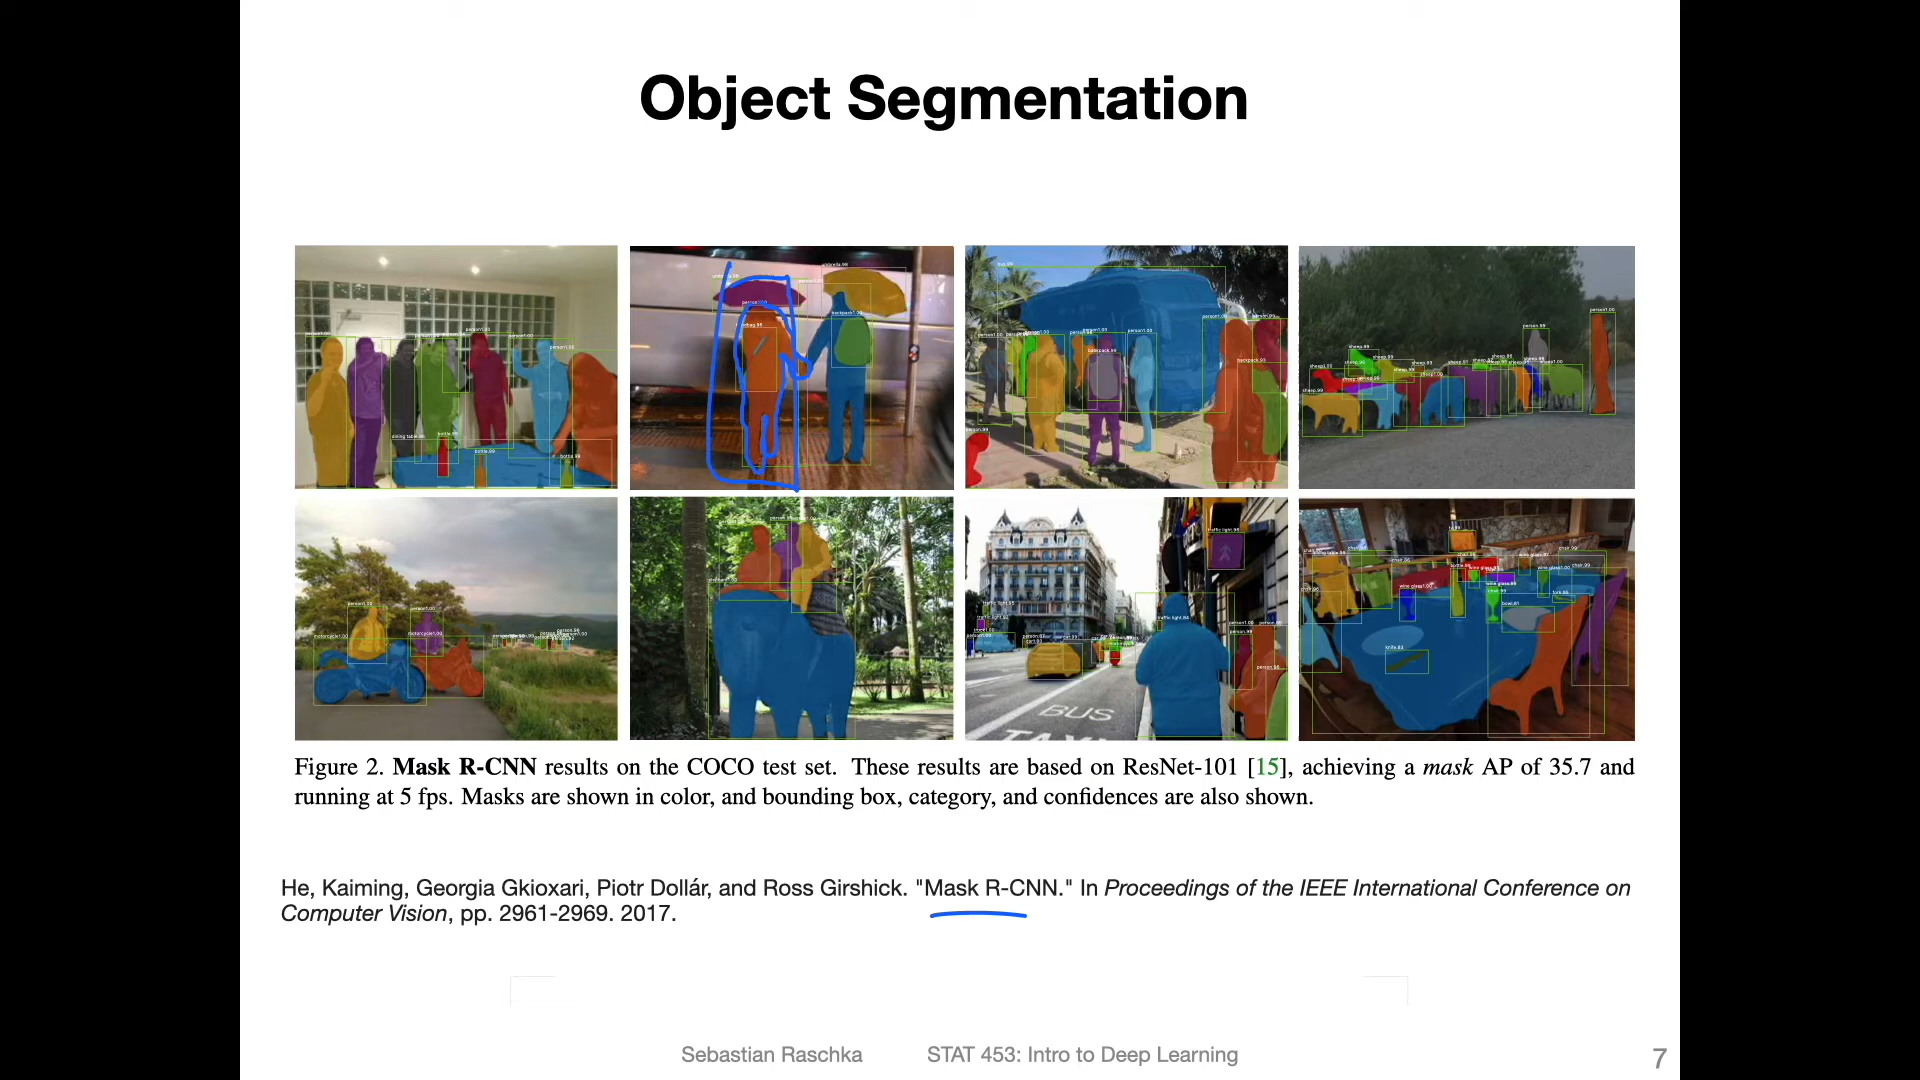 Object Segmentation
BUS
Figure 2. Mask R-CNN results on the COCO test set. These results are based on ResNet-101 [15], achieving a mask AP of 35.7 and
running at 5 fps. Masks are shown in color, and bounding box, category, and confidences are also shown.
He, Kaiming, Georgia Gkioxari, Piotr Dollár, and Ross Girshick. "Mask R-CNN." In Proceedings of the IEEE International Conference on
Computer Vision, pp. 2961-2969. 2017.
Sebastian Raschka STAT 453: Intro to Deep Learning 7